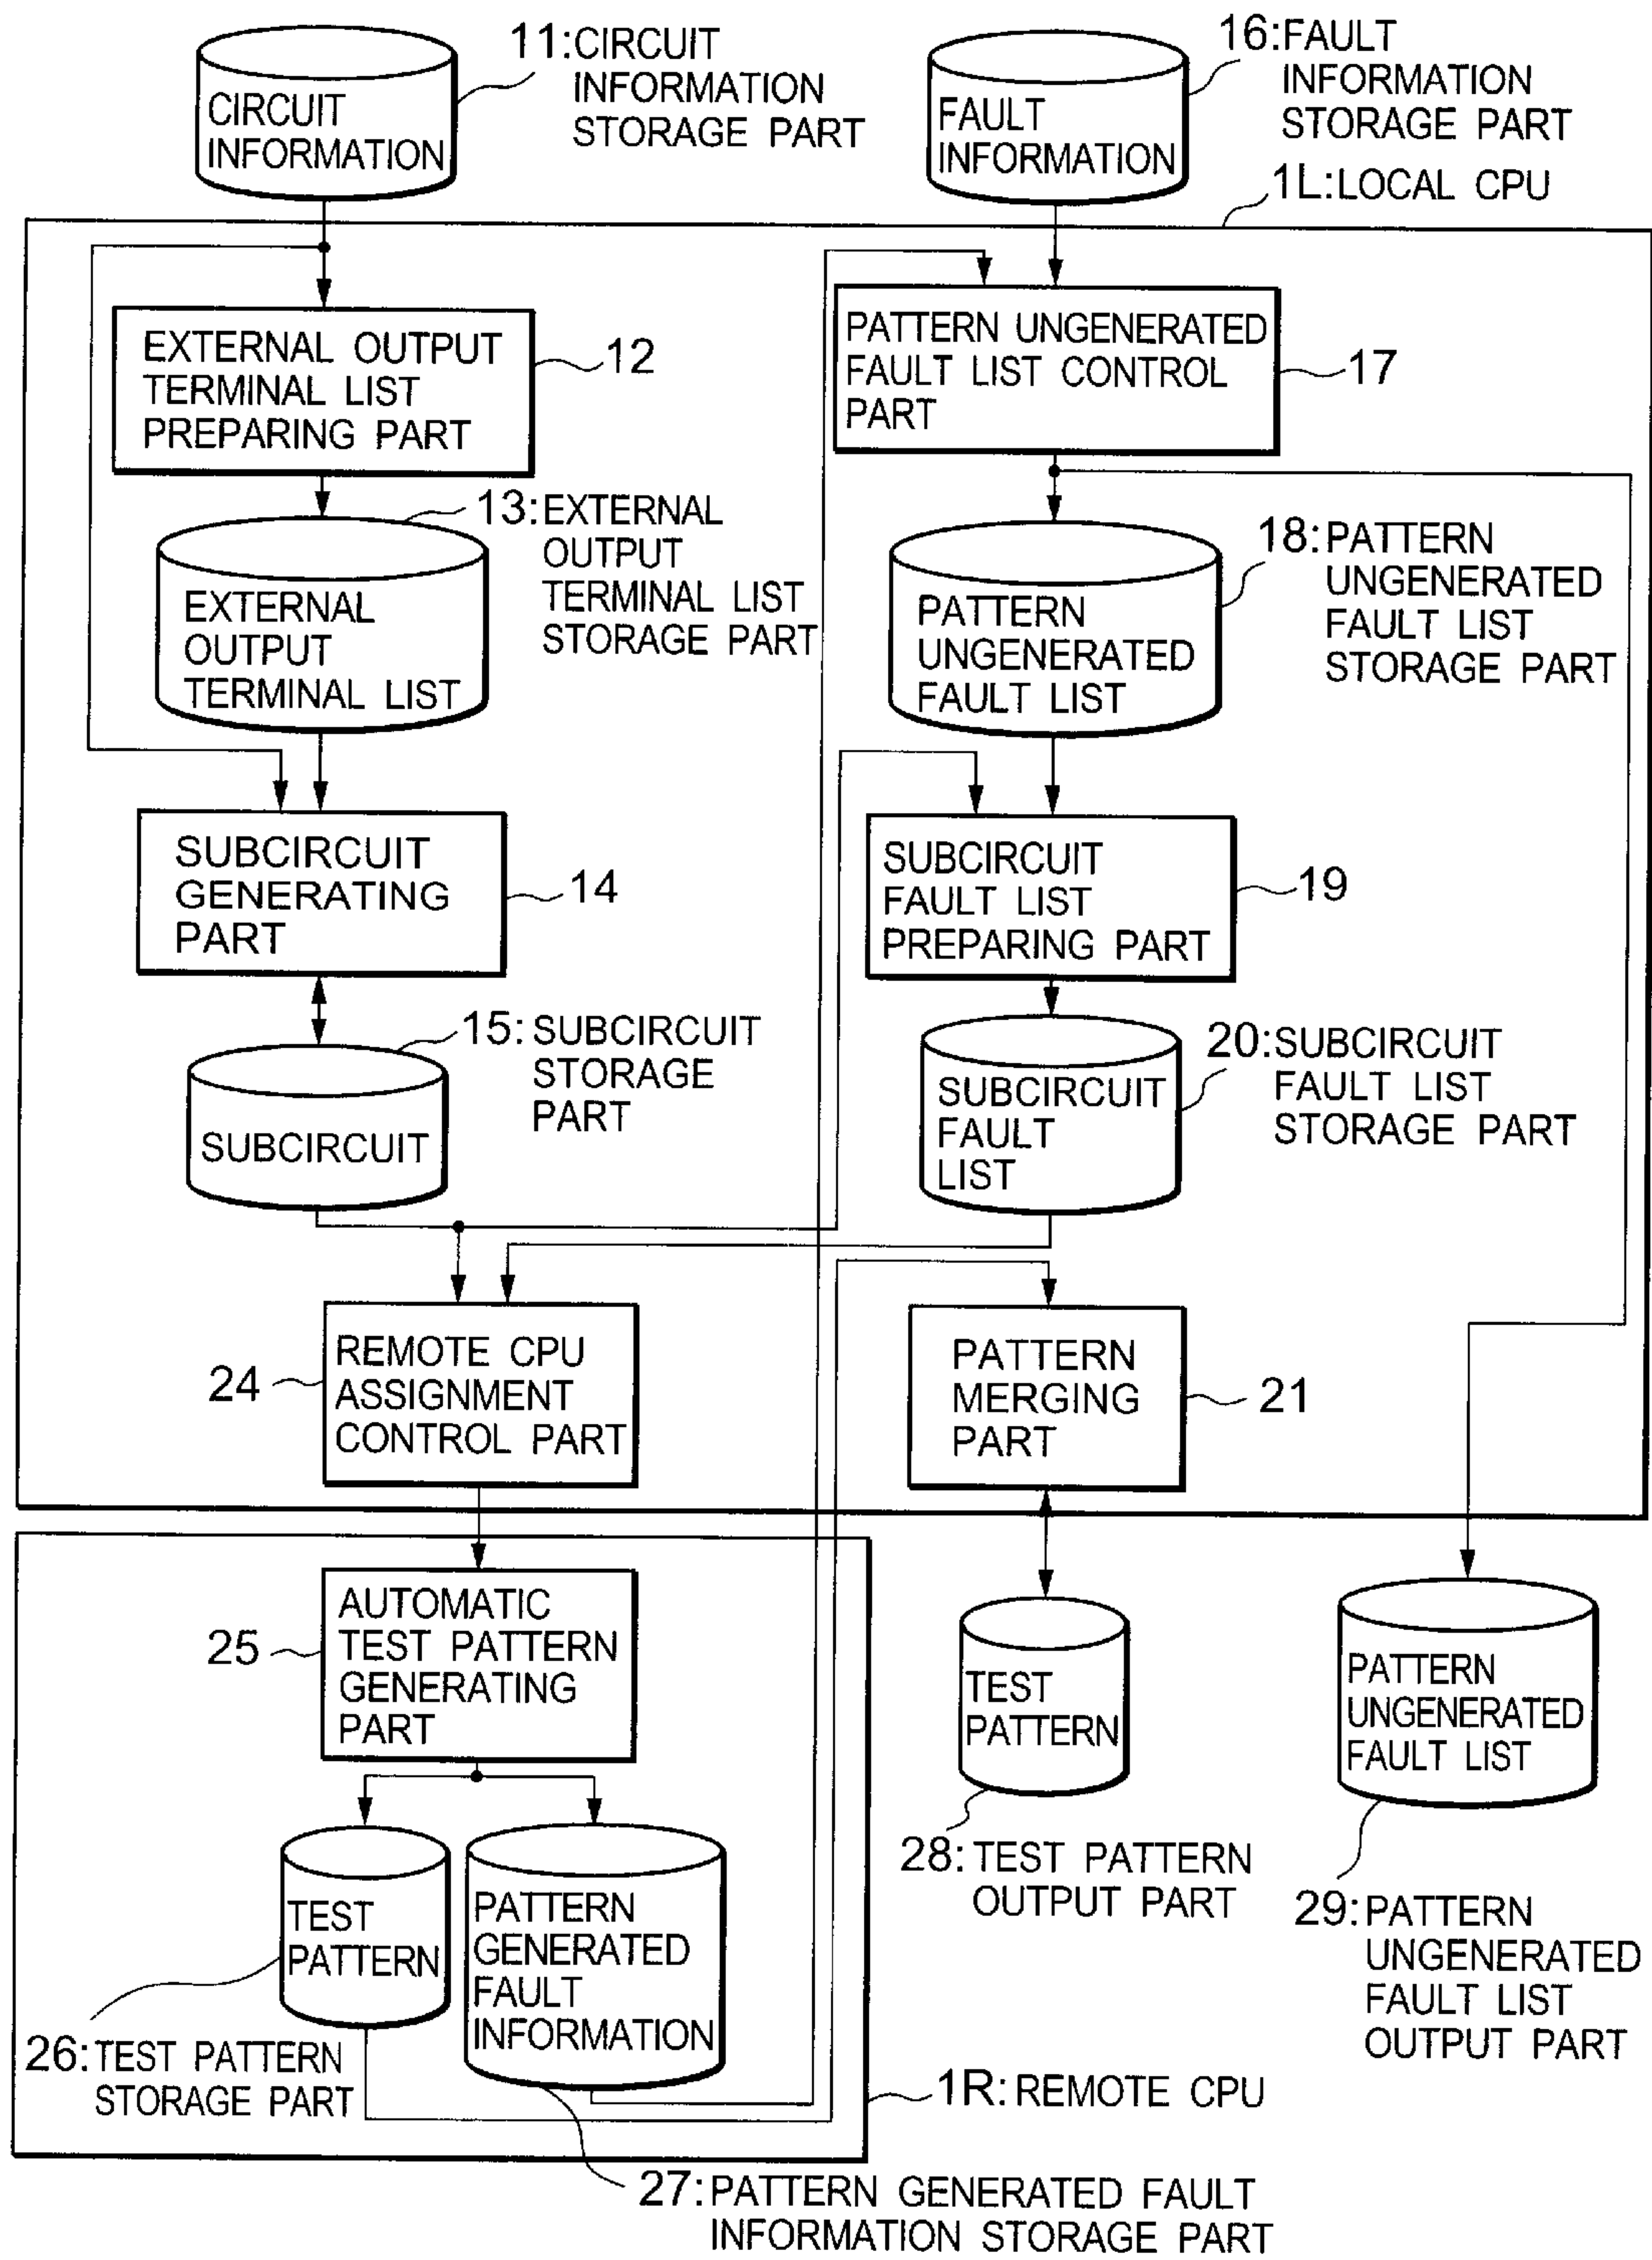 11:CIRCUIT
INFORMATION
STORAGE PART
CIRCUIT
INFORMATION
16:FAULT
INFORMATION
STORAGE PART
FAULT
INFORMATION
1L:LOCAL CPU
EXTERNAL OUTPUT
TERMINAL LIST
PREPARING PART
12
PATTERN UNGENERATED
FAULT LIST CONTROL
PART
17
13:EXTERNAL
OUTPUT
TERMINAL LIST
STORAGE PART
EXTERNAL
OUTPUT
TERMINAL LIST
18:PATTERN
UNGENERATED
FAULT LIST
STORAGE PART
PATTERN
UNGENERATED
FAULT LIST
SUBCIRCUIT
GENERATING
PART
14
SUBCIRCUIT
FAULT LIST
PREPARING PART
19
15:SUBCIRCUIT
STORAGE
PART
SUBCIRCUIT
20:SUBCIRCUIT
FAULT LIST
STORAGE PART
SUBCIRCUIT
FAULT
LIST
24
REMOTE CPU
ASSIGNMENT
CONTROL PART
PATTERN
MERGING
PART
21
25
AUTOMATIC
TEST PATTERN
GENERATING
PART
TEST
PATTERN
PATTERN
UNGENERATED
FAULT LIST
28:TEST PATTERN
OUTPUT PART
29:PATTERN
UNGENERATED
FAULT LIST
OUTPUT PART
TEST
PATTERN
PATTERN
GENERATED
FAULT
INFORMATION
26:TEST PATTERN
STORAGE PART
1R:REMOTE CPU
27:PATTERN GENERATED FAULT
INFORMATION STORAGE PART